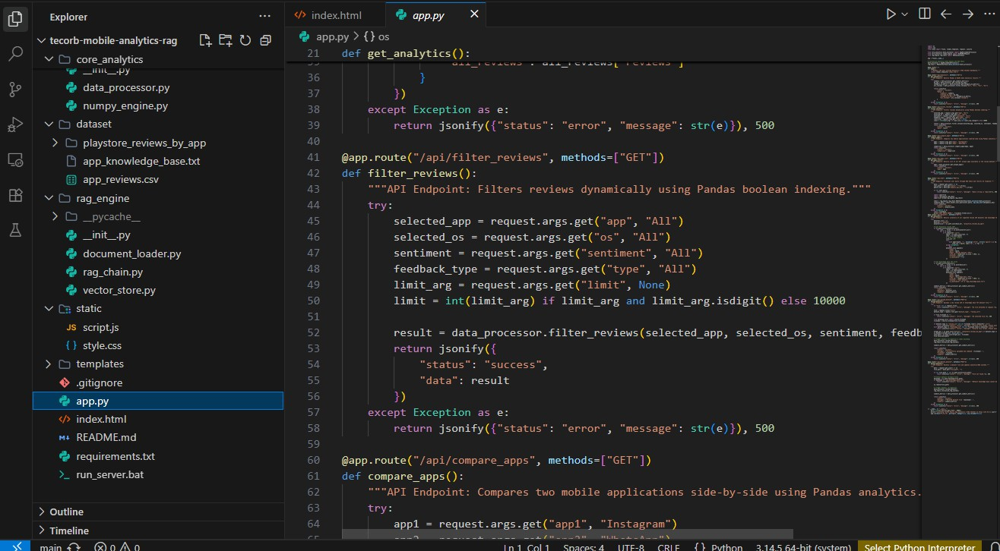 Explorer
tecorb-mobile-analytics-rag
core_analytics
__init__.py
data_processor.py
numpy_engine.py
dataset
playstore_reviews_by_app
app_knowledge_base.txt
app_reviews.csv
rag_engine
__pycache__
__init__.py
document_loader.py
rag_chain.py
vector_store.py
static
JS script.js
{ } style.css
templates
.gitignore
app.py
index.html
README.md
requirements.txt
run_server.bat
Outline
Timeline
index.html
app.py
app.py > {} os
21 def get_analytics():
35 "all_reviews": all_reviews["reviews"]
36 }
37 })
38 except Exception as e:
39 return jsonify({"status": "error", "message": str(e)}), 500
40
41 @app.route("/api/filter_reviews", methods=["GET"])
42 def filter_reviews():
43 """API Endpoint: Filters reviews dynamically using Pandas boolean indexing."""
44 try:
45 selected_app = request.args.get("app", "All")
46 selected_os = request.args.get("os", "All")
47 sentiment = request.args.get("sentiment", "All")
48 feedback_type = request.args.get("type", "All")
49 limit_arg = request.args.get("limit", None)
50 limit = int(limit_arg) if limit_arg and limit_arg.isdigit() else 10000
51
52 result = data_processor.filter_reviews(selected_app, selected_os, sentiment, feedb
53 return jsonify({
54 "status": "success",
55 "data": result
56 })
57 except Exception as e:
58 return jsonify({"status": "error", "message": str(e)}), 500
59
60 @app.route("/api/compare_apps", methods=["GET"])
61 def compare_apps():
62 """API Endpoint: Compares two mobile applications side-by-side using Pandas analytics.
63 try:
64 app1 = request.args.get("app1", "Instagram")
65 app2 = request.args.get("app2", "WhatsApp")
main 0 0 Ln 1, Col 1 Spaces: 4 UTF-8 CRLF {} Python 3.14.5 64-bit (system) Select Python Interpreter